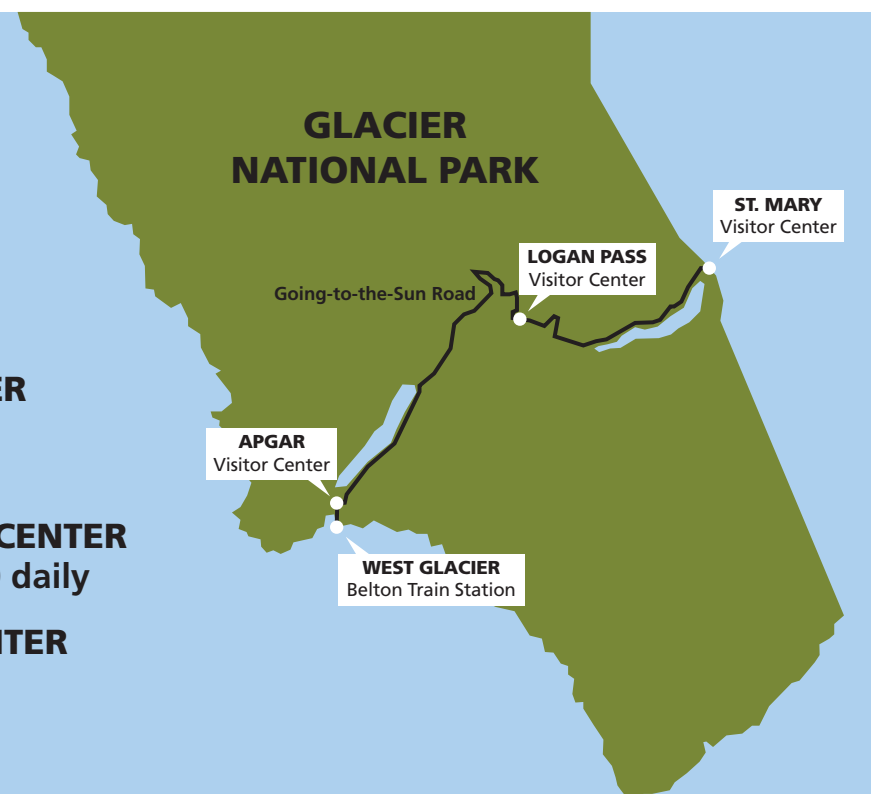 GLACIER
NATIONAL PARK
ST. MARY
Visitor Center
LOGAN PASS
Visitor Center
Going-to-the-Sun Road
ER
APGAR
Visitor Center
CENTER
daily
WEST GLACIER
Belton Train Station
TER